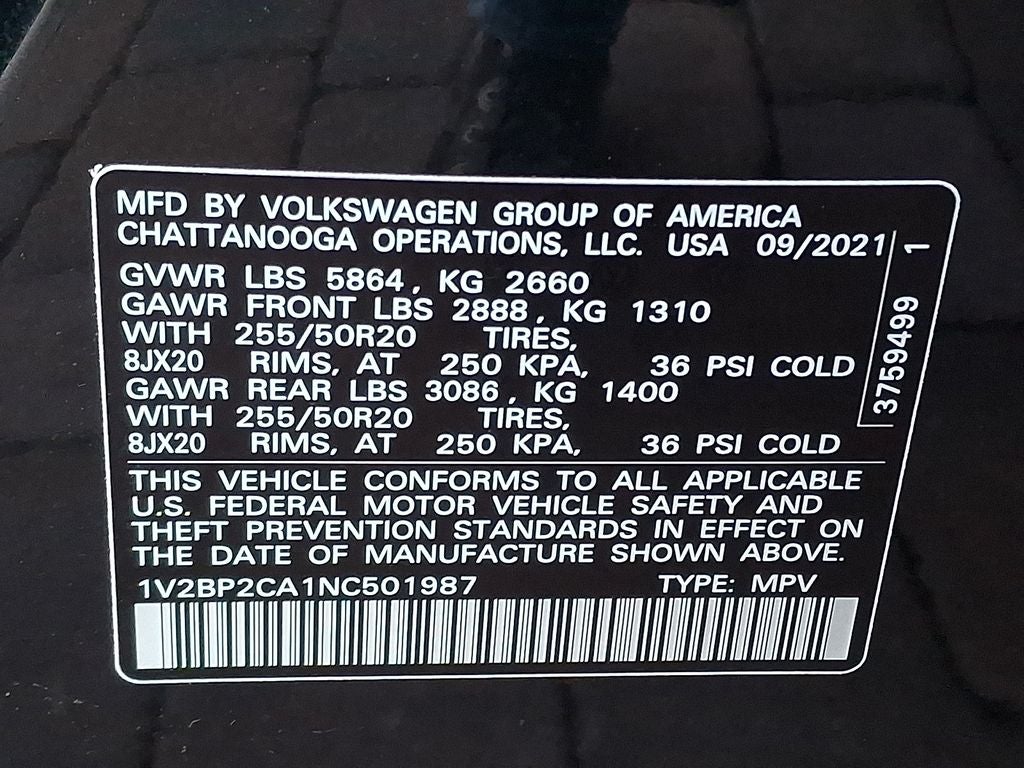 MFD BY VOLKSWAGEN GROUP OF AMERICA
CHATTANOOGA OPERATIONS, LLC. USA 09/2021
GVWR LBS 5864, KG 2660
GAWR FRONT LBS 2888, KG 1310
WITH 255/50R20 TIRES,
8JX20 RIMS, AT 250 KPA, 36 PSI COLD
GAWR REAR LBS 3086, KG 1400
WITH 255/50R20 TIRES,
8JX20 RIMS, AT 250 KPA, 36 PSI COLD
3759499 1
THIS VEHICLE CONFORMS TO ALL APPLICABLE
U.S. FEDERAL MOTOR VEHICLE SAFETY AND
THEFT PREVENTION STANDARDS IN EFFECT ON
THE DATE OF MANUFACTURE SHOWN ABOVE.
1V2BP2CA1NC501987 TYPE: MPV